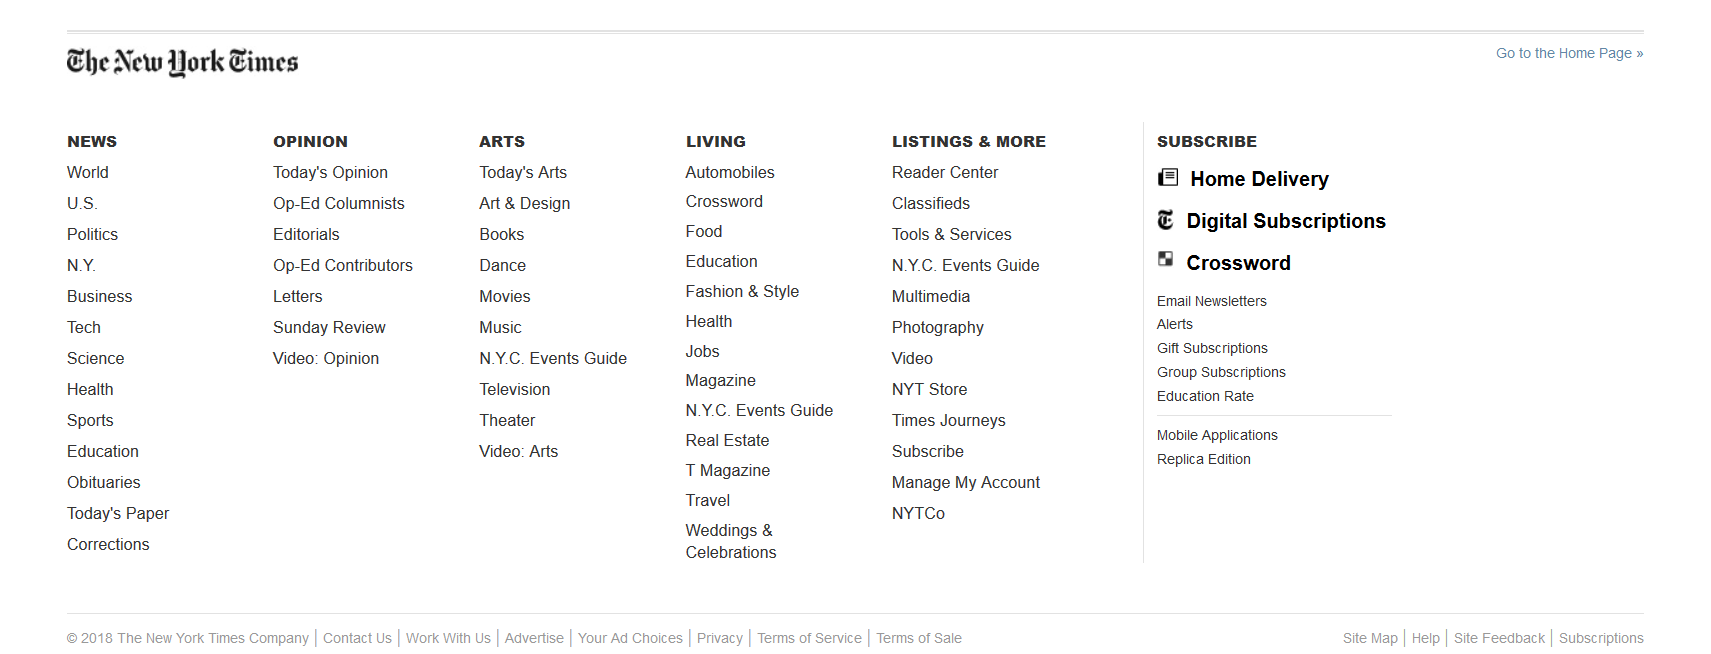 The New York Times
Go to the Home Page »
NEWS
World
U.S.
Politics
N.Y.
Business
Tech
Science
Health
Sports
Education
Obituaries
Today's Paper
Corrections
OPINION
Today's Opinion
Op-Ed Columnists
Editorials
Op-Ed Contributors
Letters
Sunday Review
Video: Opinion
ARTS
Today's Arts
Art & Design
Books
Dance
Movies
Music
N.Y.C. Events Guide
Television
Theater
Video: Arts
LIVING
Automobiles
Crossword
Food
Education
Fashion & Style
Health
Jobs
Magazine
N.Y.C. Events Guide
Real Estate
T Magazine
Travel
Weddings &
Celebrations
LISTINGS & MORE
Reader Center
Classifieds
Tools & Services
N.Y.C. Events Guide
Multimedia
Photography
Video
NYT Store
Times Journeys
Subscribe
Manage My Account
NYTCo
SUBSCRIBE
Home Delivery
T Digital Subscriptions
Crossword
Email Newsletters
Alerts
Gift Subscriptions
Group Subscriptions
Education Rate
Mobile Applications
Replica Edition
© 2018 The New York Times Company | Contact Us | Work With Us | Advertise | Your Ad Choices | Privacy | Terms of Service | Terms of Sale
Site Map | Help | Site Feedback | Subscriptions